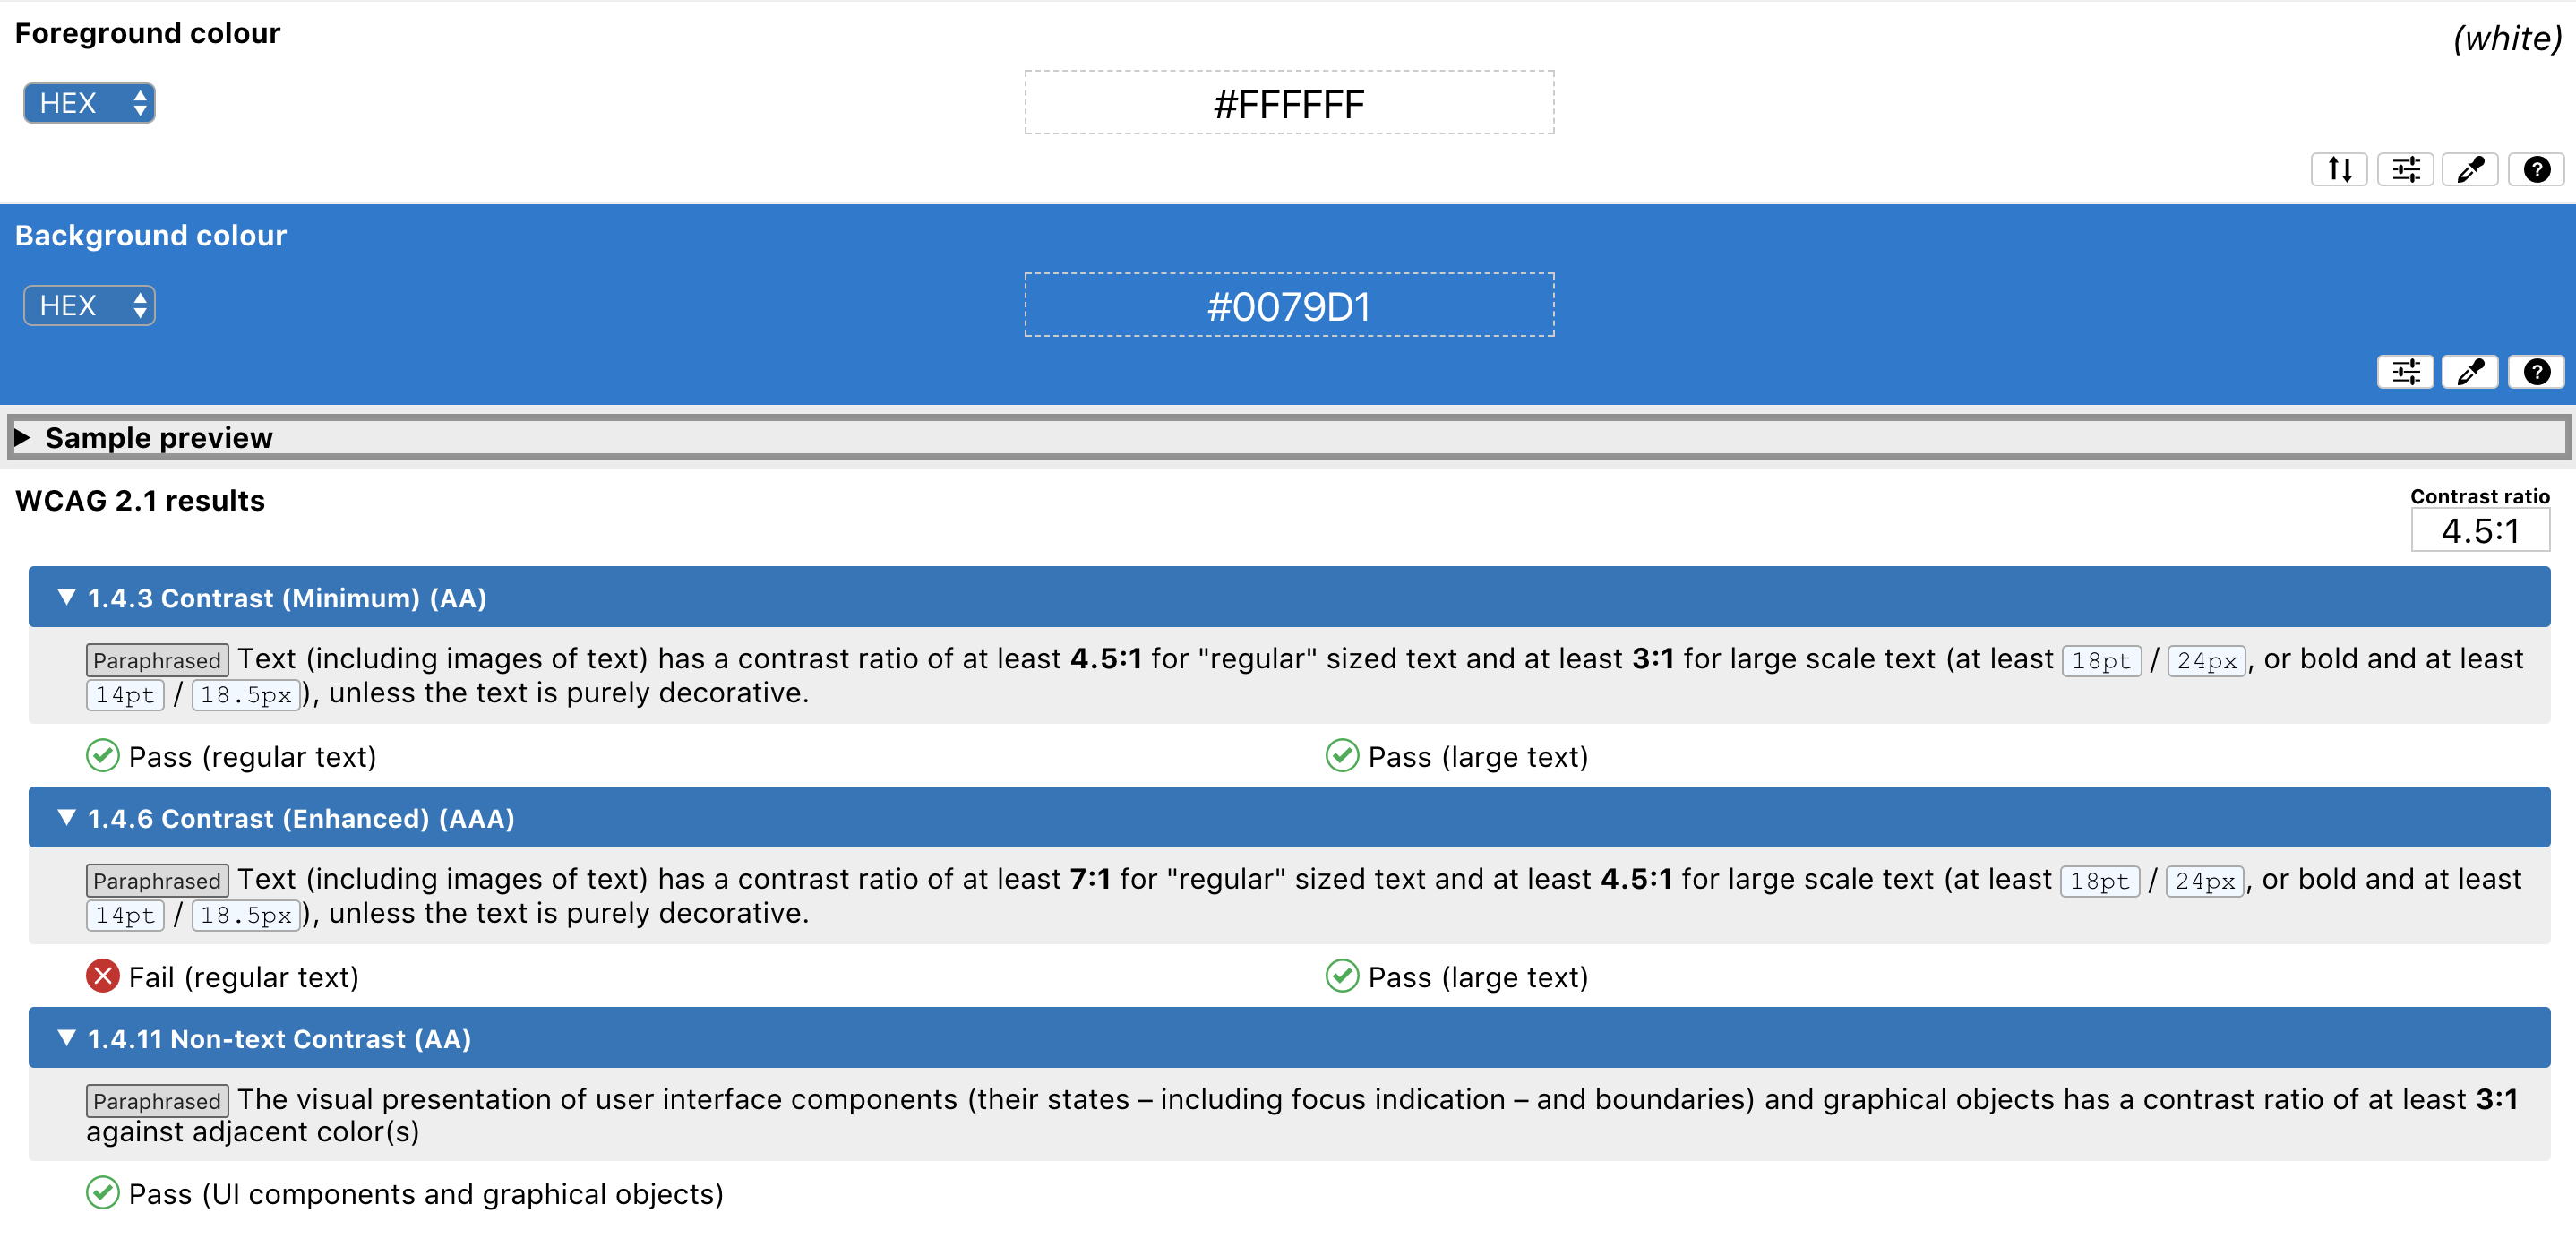 Foreground colour
(white)
HEX
#FFFFFF
Background colour
HEX
#0079D1
Sample preview
WCAG 2.1 results
Contrast ratio
4.5:1
1.4.3 Contrast (Minimum) (AA)
Paraphrased Text (including images of text) has a contrast ratio of at least 4.5:1 for "regular" sized text and at least 3:1 for large scale text (at least 18pt / 24px, or bold and at least
14pt / 18.5px), unless the text is purely decorative.
Pass (regular text)
Pass (large text)
1.4.6 Contrast (Enhanced) (AAA)
Paraphrased Text (including images of text) has a contrast ratio of at least 7:1 for "regular" sized text and at least 4.5:1 for large scale text (at least 18pt / 24px, or bold and at least
14pt / 18.5px), unless the text is purely decorative.
Fail (regular text)
Pass (large text)
1.4.11 Non-text Contrast (AA)
Paraphrased The visual presentation of user interface components (their states – including focus indication – and boundaries) and graphical objects has a contrast ratio of at least 3:1
against adjacent color(s)
Pass (UI components and graphical objects)